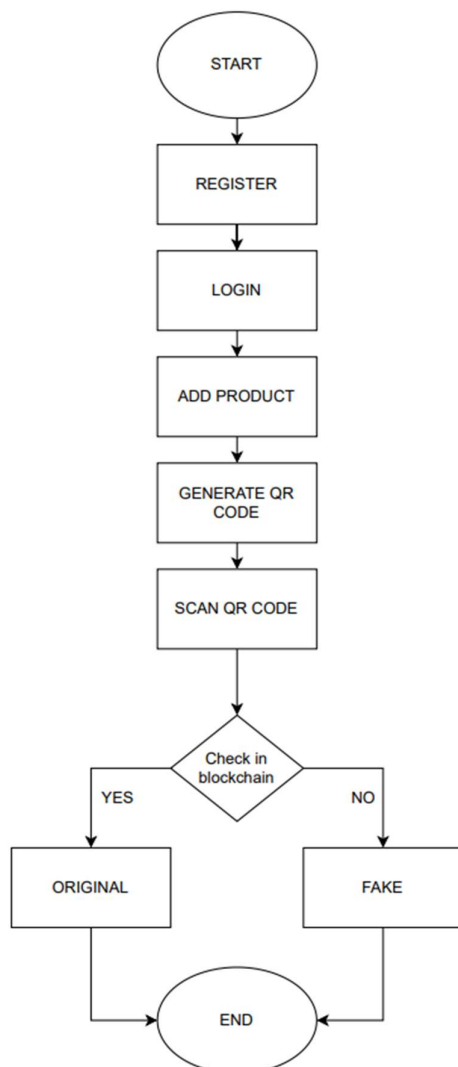 START
REGISTER
LOGIN
ADD PRODUCT
GENERATE QR
CODE
SCAN QR CODE
Check in
blockchain
YES
NO
ORIGINAL
FAKE
END